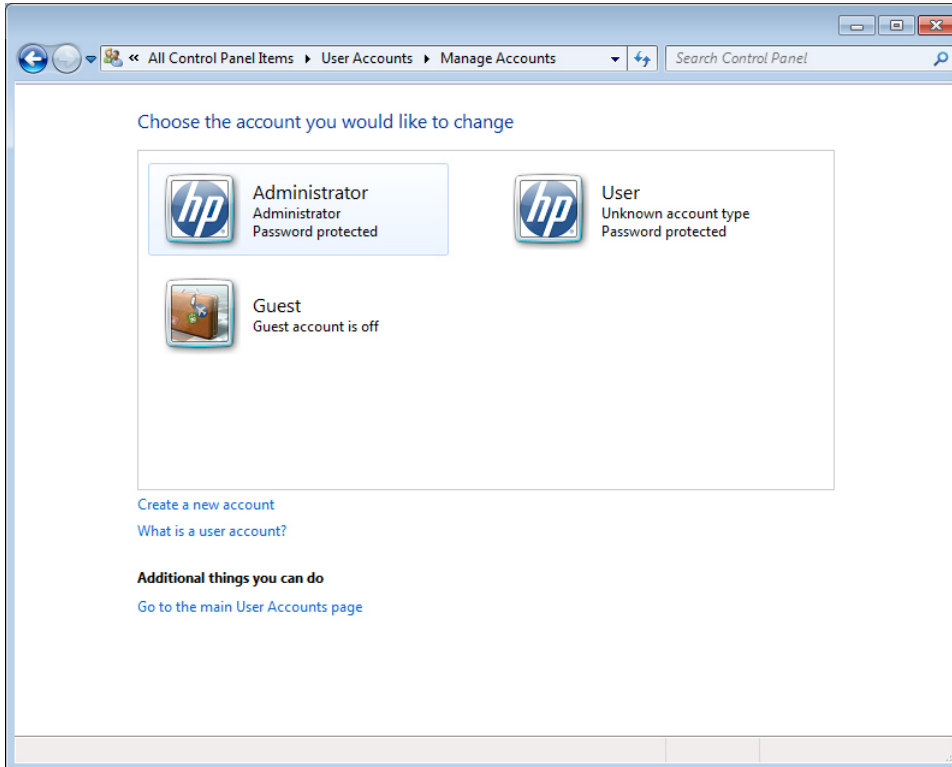 « All Control Panel Items ▸ User Accounts ▸ Manage Accounts
Search Control Panel
Choose the account you would like to change
hp
Administrator
Administrator
Password protected
hp
User
Unknown account type
Password protected
Guest
Guest account is off
Create a new account
What is a user account?
Additional things you can do
Go to the main User Accounts page